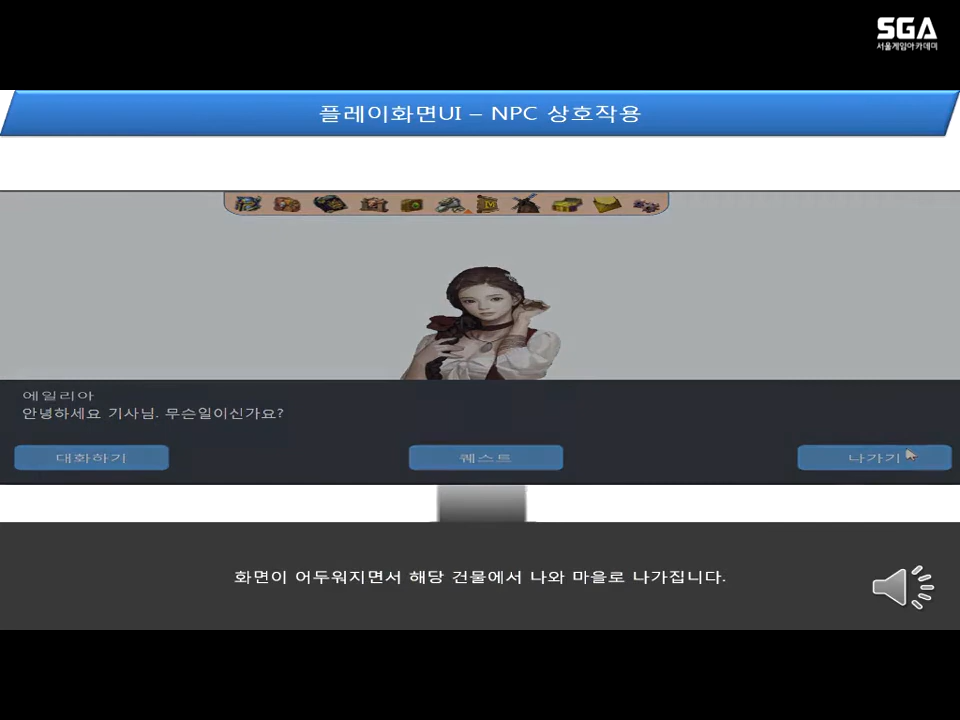 SGA
서울게임아카데미
플레이화면UI – NPC 상호작용
M
에일리아
안녕하세요 기사님. 무슨일이신가요?
대화하기
퀘스트
나가기
화면이 어두워지면서 해당 건물에서 나와 마을로 나가집니다.